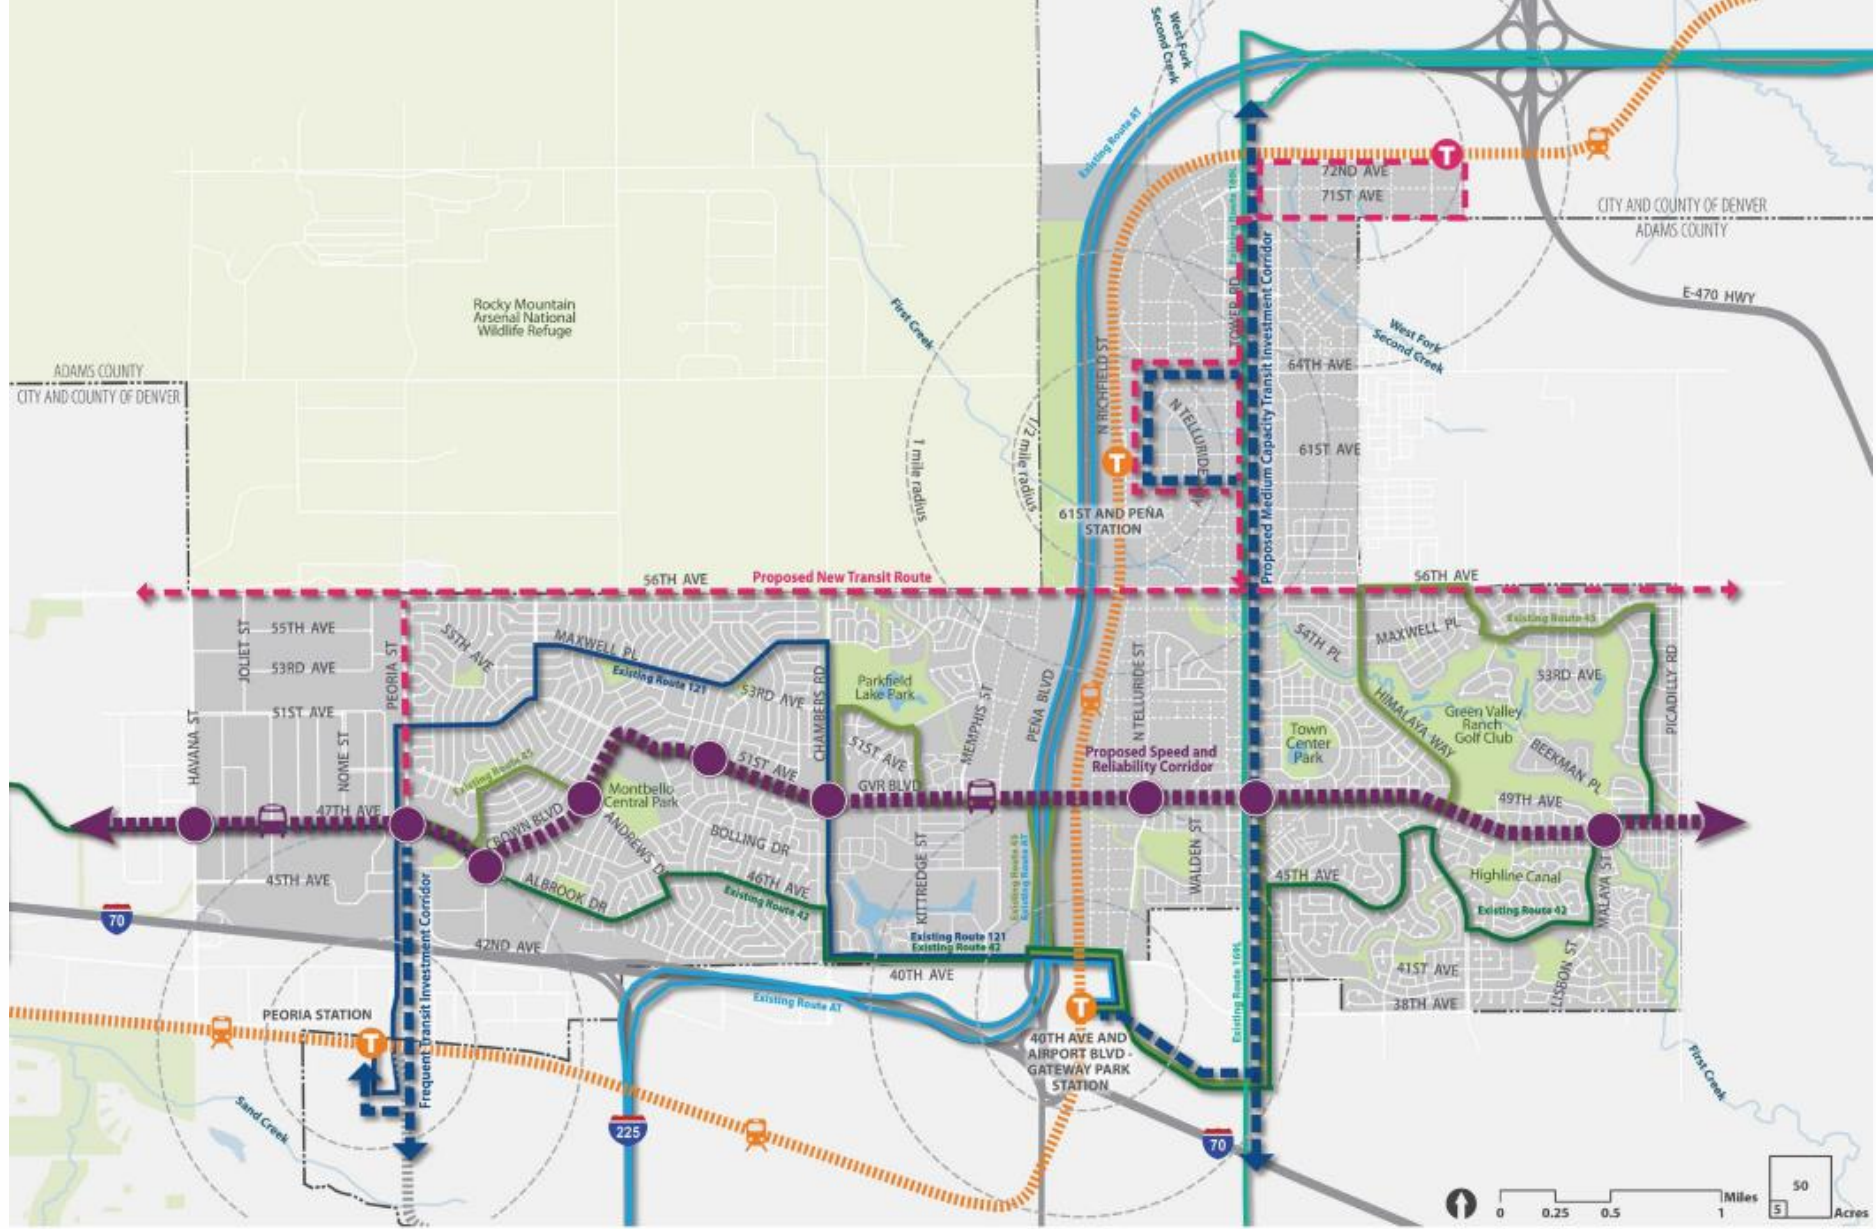 West Fork
Second Creek
Existing Route AT
T
72ND AVE
71ST AVE
CITY AND COUNTY OF DENVER
ADAMS COUNTY
Existing Route 169L
Rocky Mountain
Arsenal National
Wildlife Refuge
First Creek
E-470 HWY
West Fork
Second Creek
TOWER RD
Proposed Medium Capacity Transit Investment Corridor
N RICHFIELD ST
64TH AVE
ADAMS COUNTY
CITY AND COUNTY OF DENVER
N TELLURIDE
1 mile radius
1/2 mile radius
61ST AVE
T
61ST AND PEÑA
STATION
56TH AVE
Proposed New Transit Route
56TH AVE
JOLIET ST
55TH AVE
53RD AVE
PEORIA ST
55TH AVE
MAXWELL PL
Existing Route 121
53RD AVE
CHAMBERS RD
Parkfield
Lake Park
MEMPHIS ST
PEÑA BLVD
N TELLURIDE ST
54TH PL
MAXWELL PL
Existing Route 45
53RD AVE
PICADILLY RD
HAVANA ST
51ST AVE
NOME ST
Existing Route 45
51ST AVE
51ST AVE
GVR BLVD
Proposed Speed and
Reliability Corridor
Town
Center
Park
HIMALAYA WAY
Green Valley
Ranch
Golf Club
BEEKMAN PL
49TH AVE
47TH AVE
CROWN BLVD
Montbello
Central Park
ANDREWS DR
BOLLING DR
45TH AVE
ALBROOK DR
46TH AVE
Existing Route 42
KITTREDGE ST
Existing Route 45
Existing Route AT
WALDEN ST
45TH AVE
Highline Canal
Existing Route 42
MALAYA ST
LISBON ST
70
Frequent Transit Investment Corridor
42ND AVE
Existing Route 121
Existing Route 42
40TH AVE
Existing Route AT
Existing Route 169L
41ST AVE
38TH AVE
PEORIA STATION
T
T
40TH AVE AND
AIRPORT BLVD -
GATEWAY PARK
STATION
Sand Creek
First Creek
225
70
0 0.25 0.5 1 Miles
50
5
Acres